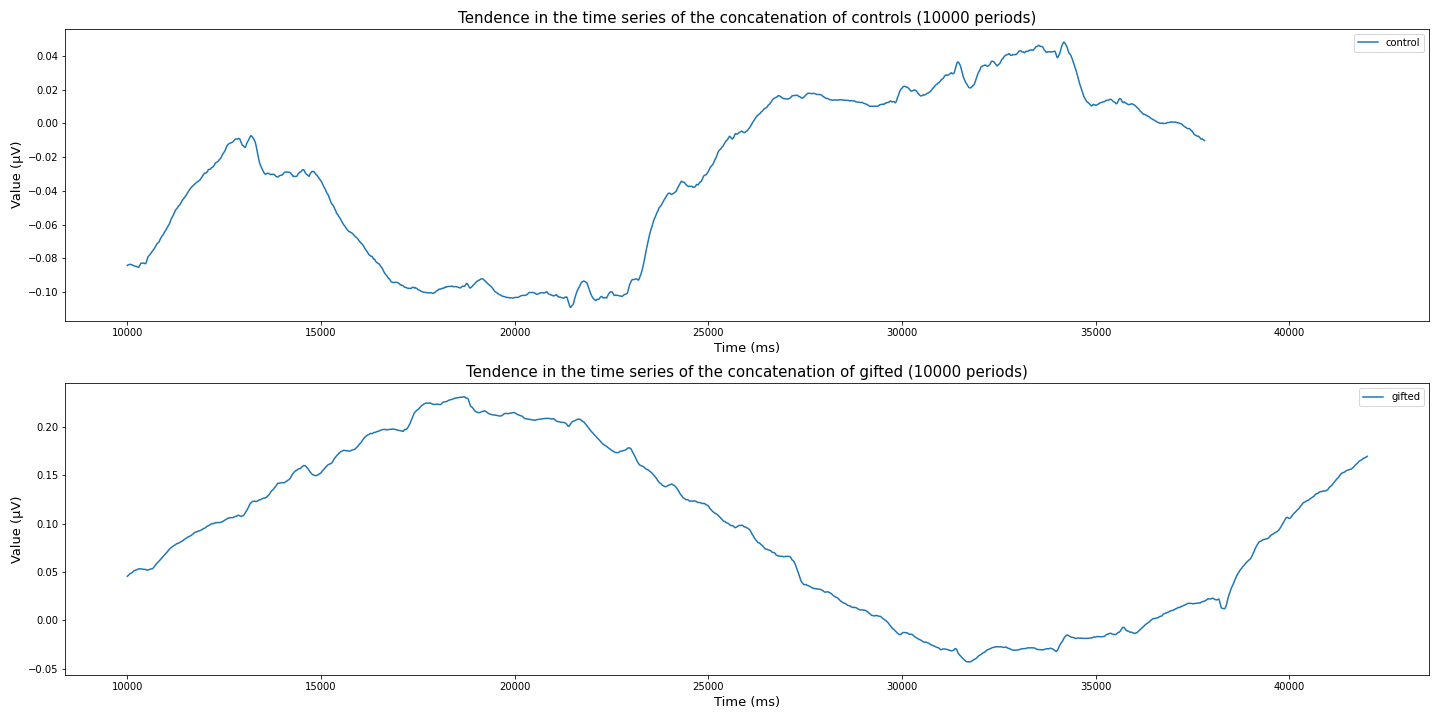 Tendence in the time series of the concatenation of controls (10000 periods)
control
Value (μV)
0.04
0.02
0.00
−0.02
−0.04
−0.06
−0.08
−0.10
10000 15000 20000 25000 30000 35000 40000
Time (ms)
Tendence in the time series of the concatenation of gifted (10000 periods)
gifted
Value (μV)
0.20
0.15
0.10
0.05
0.00
−0.05
10000 15000 20000 25000 30000 35000 40000
Time (ms)